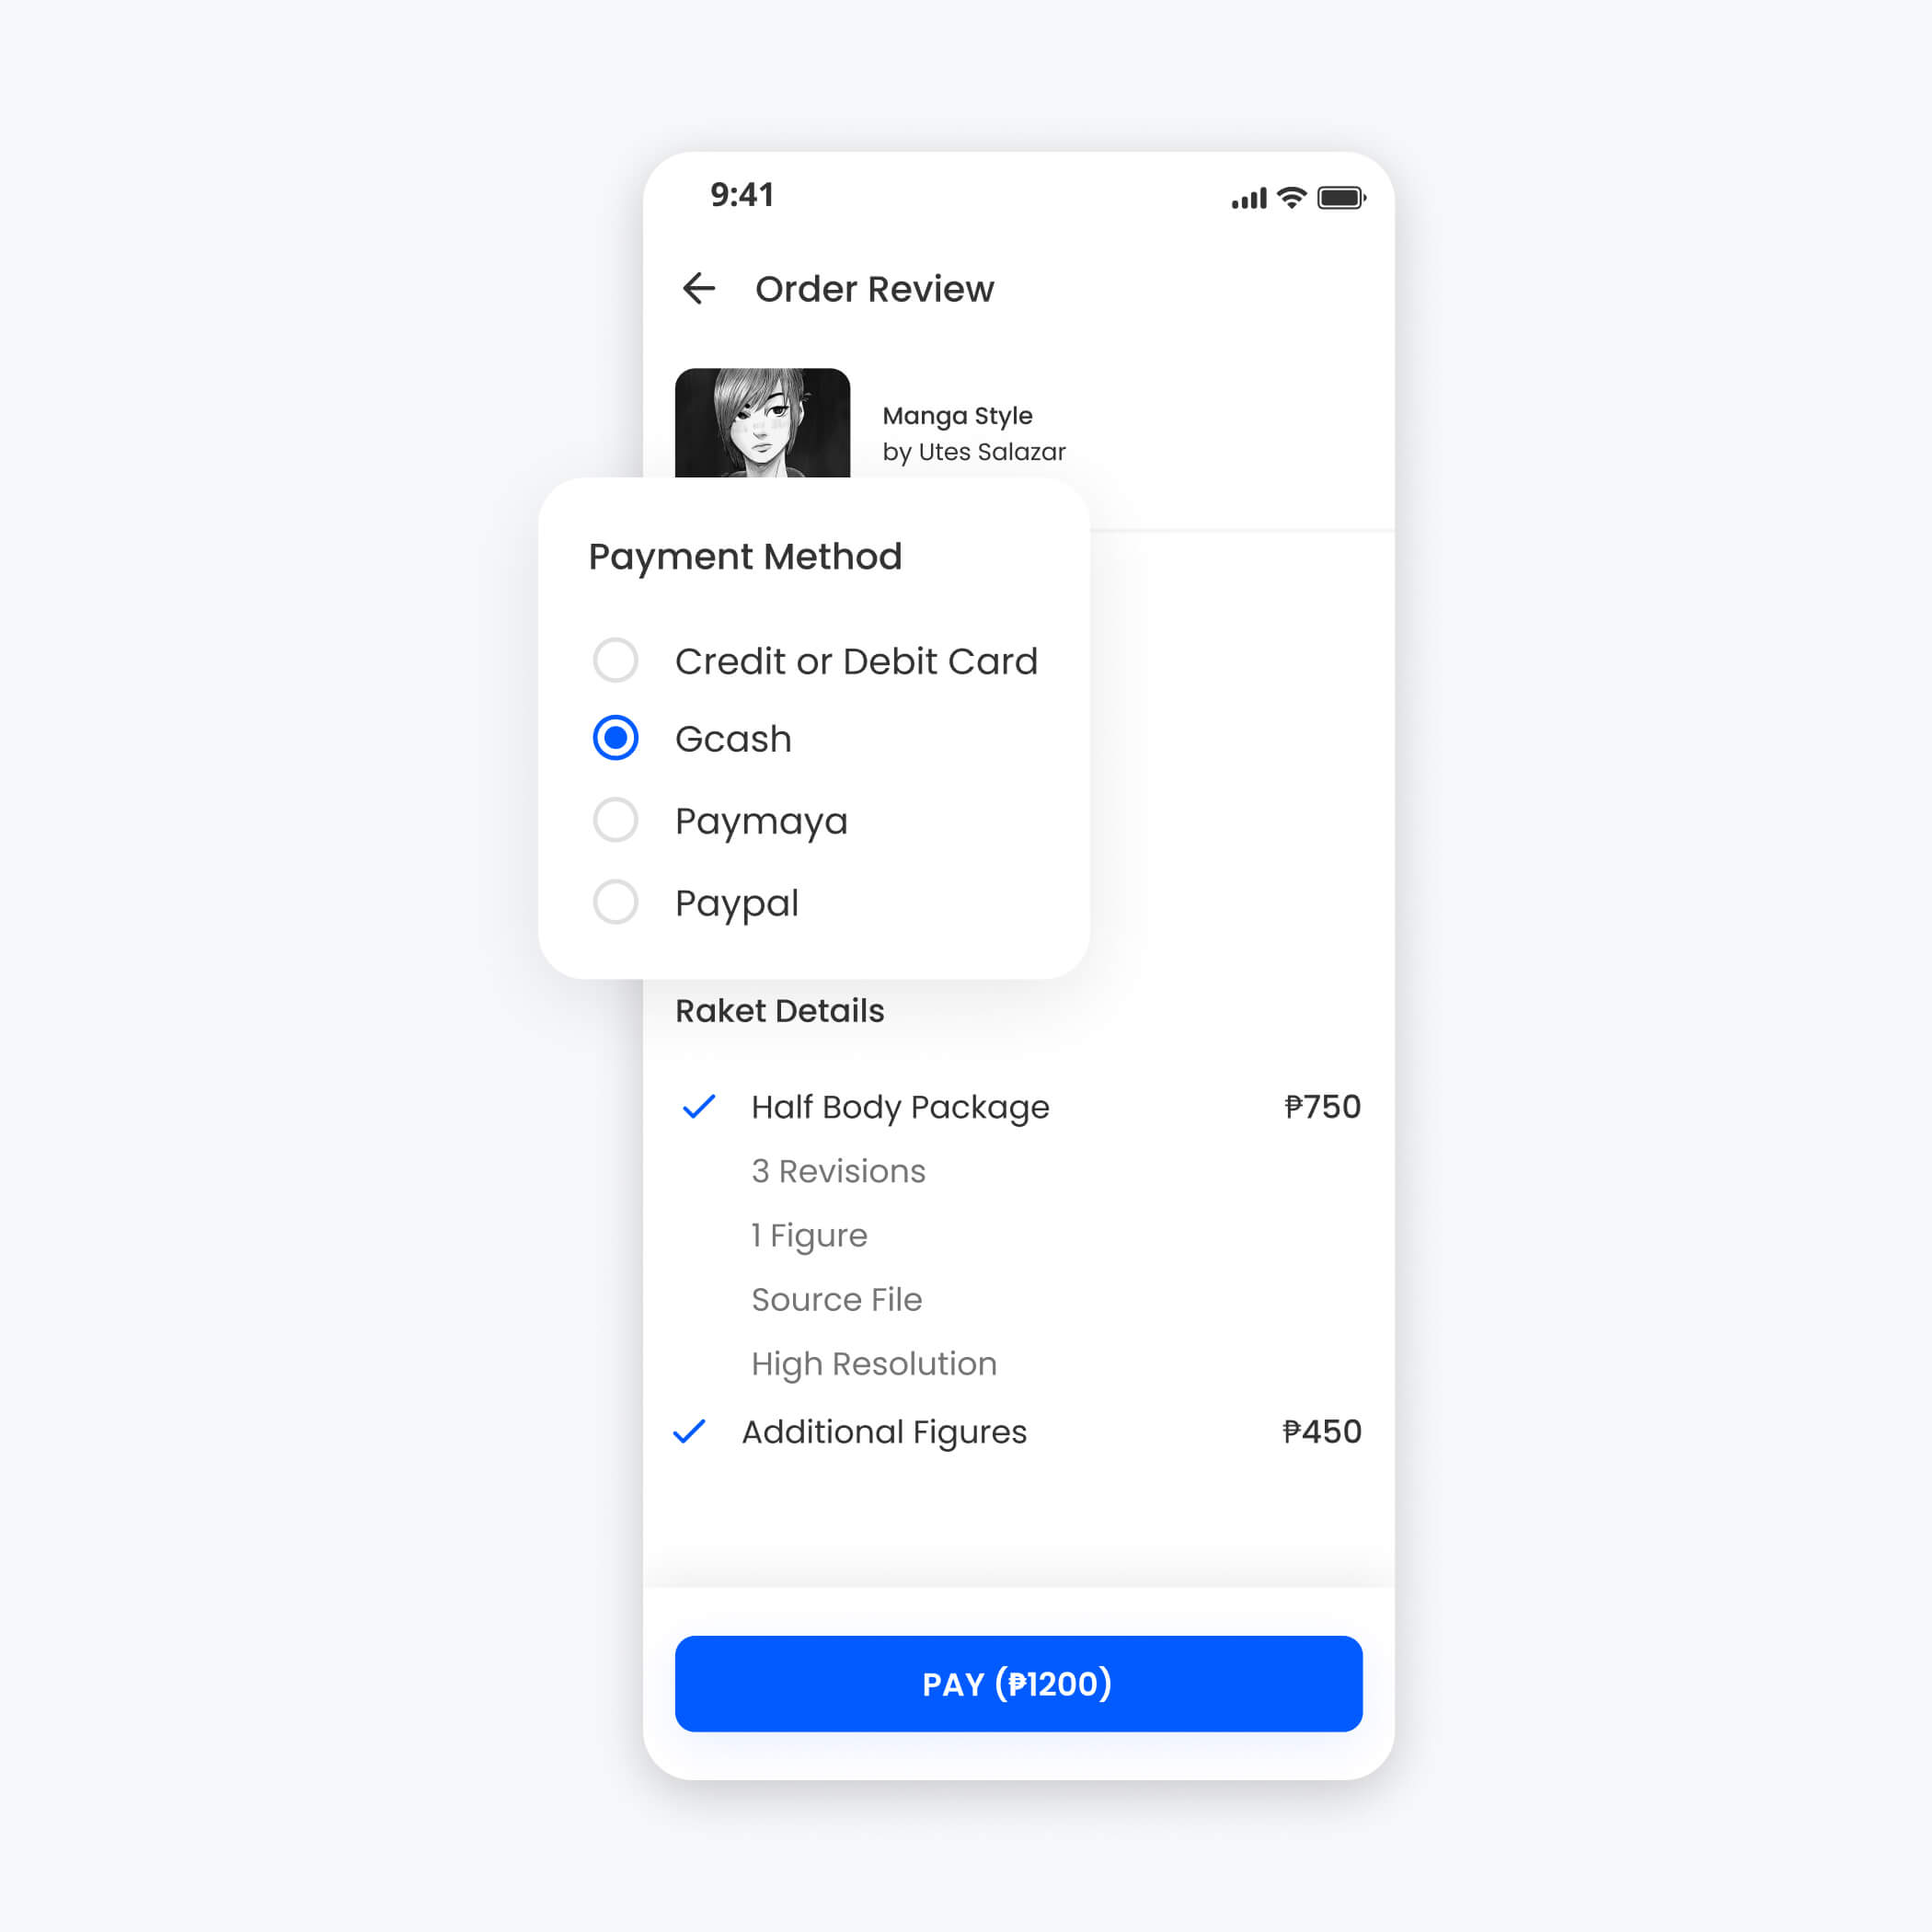 9:41
Order Review
Manga Style
by Utes Salazar
Payment Method
Credit or Debit Card
Gcash
Paymaya
Paypal
Raket Details
Half Body Package ₱750
3 Revisions
1 Figure
Source File
High Resolution
Additional Figures ₱450
PAY (₱1200)